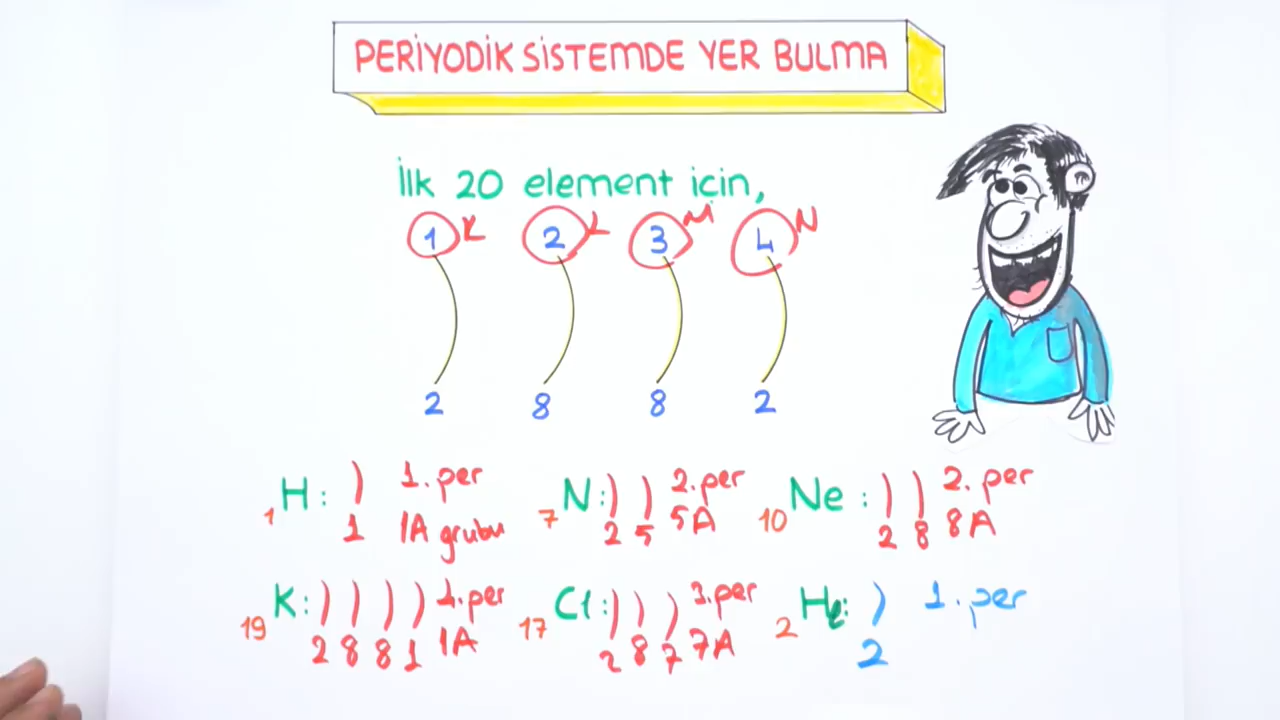 PERİYODİK SİSTEMDE YER BULMA
İlk 20 element için,
1 K 2 L 3 M 4 N
2 8 8 2
1H: ) 1. per
1 1A grubu
7N: ) ) 2. per
2 5 5A
10Ne: ) ) 2. per
2 8 8A
19K: ) ) ) ) 4. per
2 8 8 1 1A
17Cl: ) ) ) 3. per
2 8 7 7A
2He: ) 1. per
2